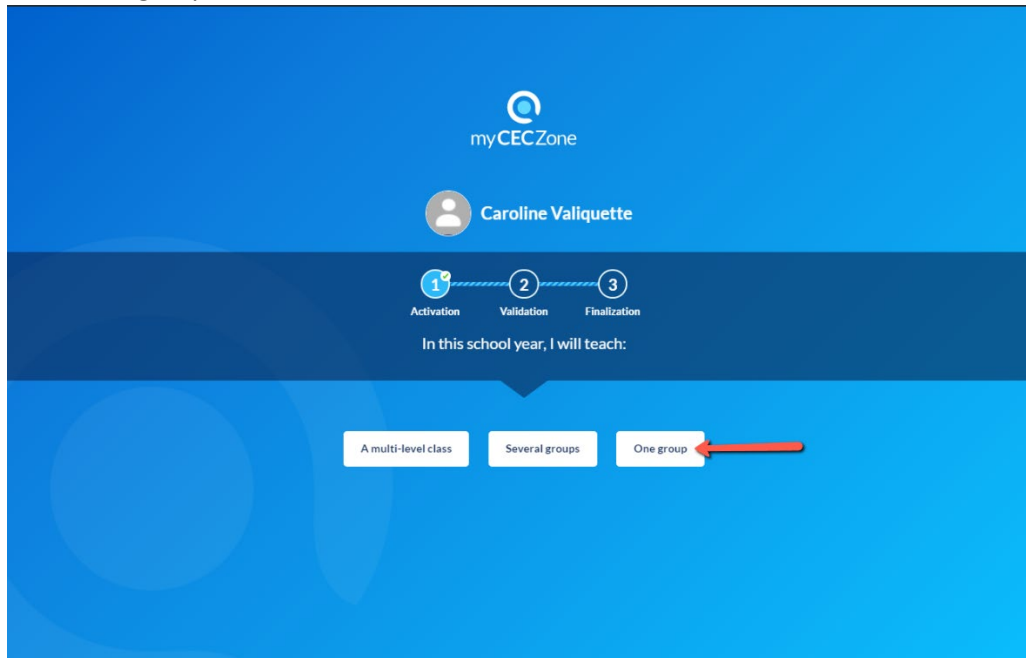 myCECZone
Caroline Valiquette
1 2 3
Activation Validation Finalization
In this school year, I will teach:
A multi-level class Several groups One group